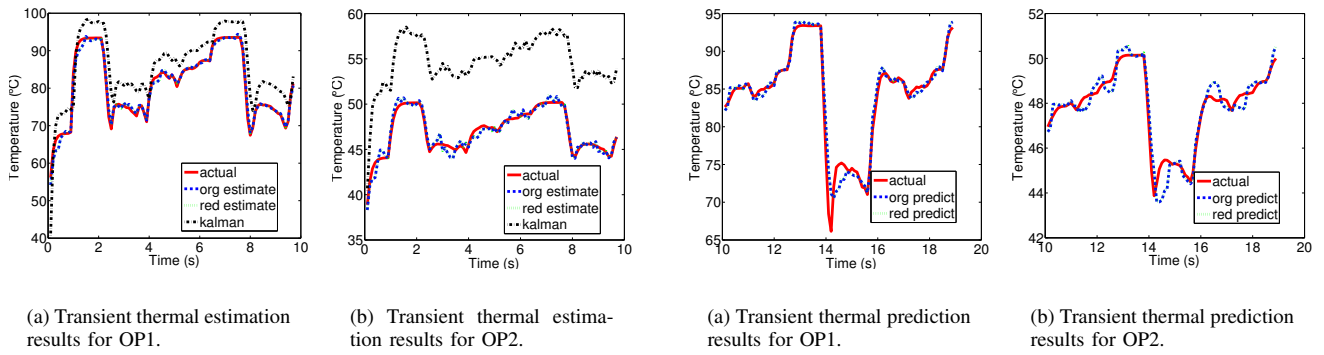 100
90
80
70
60
50
40
0
2
4
6
8
10
Temperature (ºC)
Time (s)
actual
org estimate
red estimate
kalman
60
55
50
45
40
35
0
2
4
6
8
10
Temperature (ºC)
Time (s)
actual
org estimate
red estimate
kalman
95
90
85
80
75
70
65
10
12
14
16
18
20
Temperature (ºC)
Time (s)
actual
org predict
red predict
52
50
48
46
44
42
10
12
14
16
18
20
Temperature (ºC)
Time (s)
actual
org predict
red predict
(a) Transient thermal estimation
results for OP1.
(b) Transient thermal estima-
tion results for OP2.
(a) Transient thermal prediction
results for OP1.
(b) Transient thermal prediction
results for OP2.